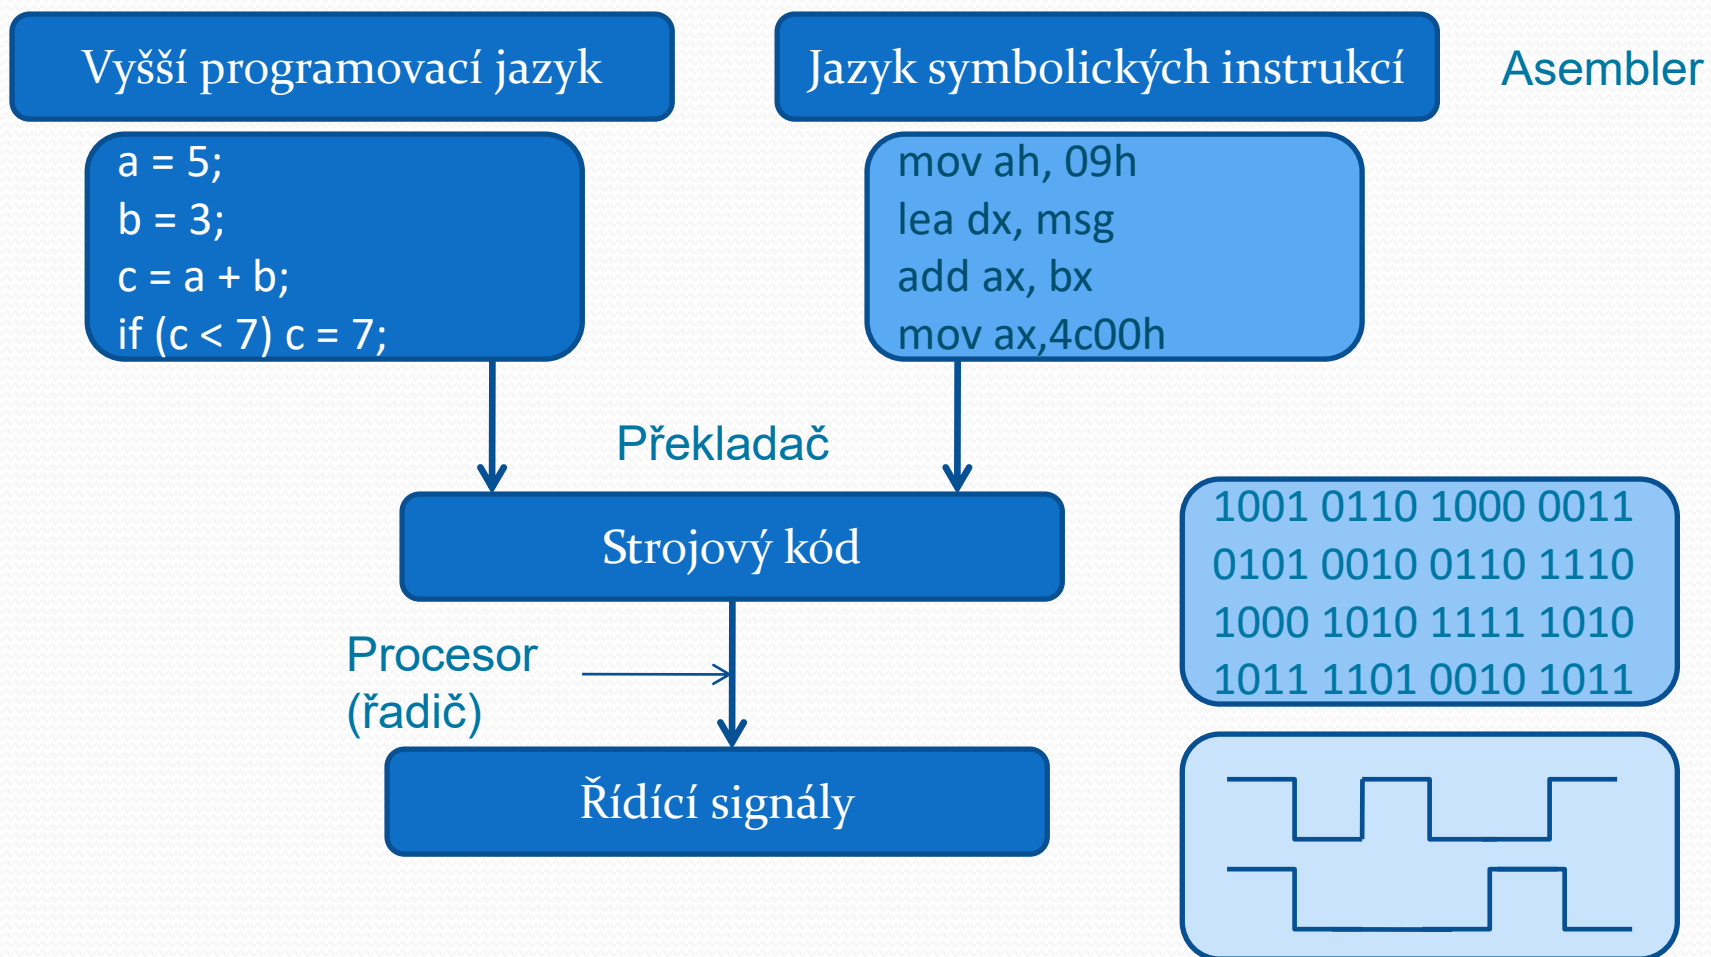 Vyšší programovací jazyk
Jazyk symbolických instrukcí
Asembler
a = 5;
b = 3;
c = a + b;
if (c < 7) c = 7;
mov ah, 09h
lea dx, msg
add ax, bx
mov ax,4c00h
Překladač
Strojový kód
1001 0110 1000 0011
0101 0010 0110 1110
1000 1010 1111 1010
1011 1101 0010 1011
Procesor
(řadič)
Řídící signály